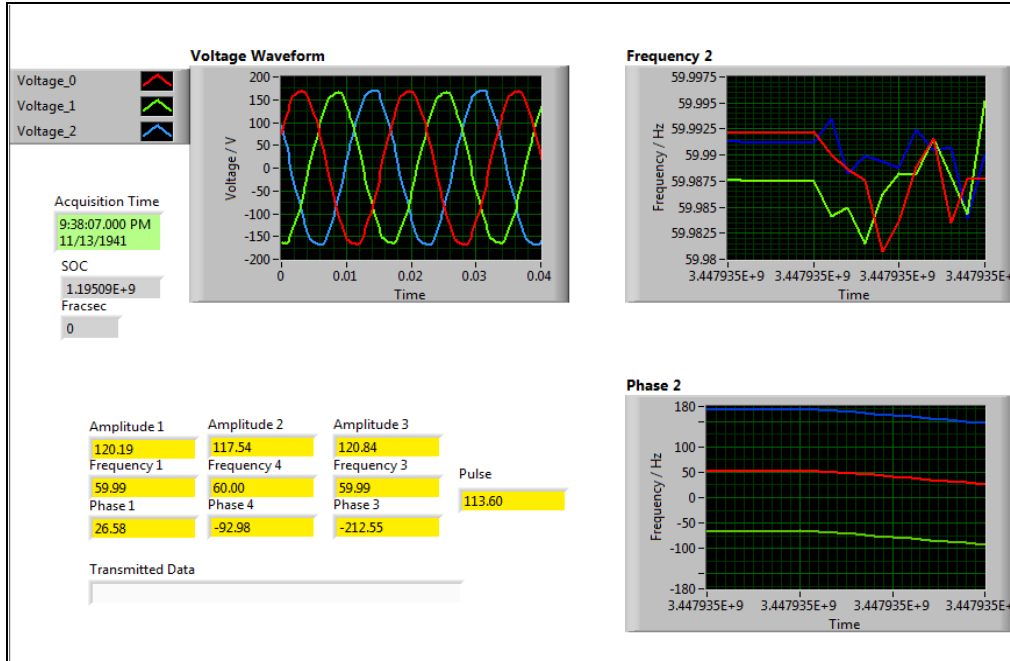 Voltage Waveform
Voltage_0
Voltage_1
Voltage_2
200
150
100
50
0
-50
-100
-150
-200
Voltage / V
0 0.01 0.02 0.03 0.04
Time
Frequency 2
59.9975
59.995
59.9925
59.99
59.9875
59.985
59.9825
59.98
Frequency / Hz
3.447935E+9 3.447935E+9 3.447935E+9 3.447935E+
Time
Acquisition Time
9:38:07.000 PM
11/13/1941
SOC
1.19509E+9
Fracsec
0
Phase 2
180
100
50
0
-50
-100
-180
Frequency / Hz
3.447935E+9 3.447935E+9 3.447935E+9 3.447935E+
Time
Amplitude 1 Amplitude 2 Amplitude 3
120.19 117.54 120.84
Frequency 1 Frequency 4 Frequency 3
59.99 60.00 59.99
Phase 1 Phase 4 Phase 3
26.58 -92.98 -212.55
Pulse
113.60
Transmitted Data